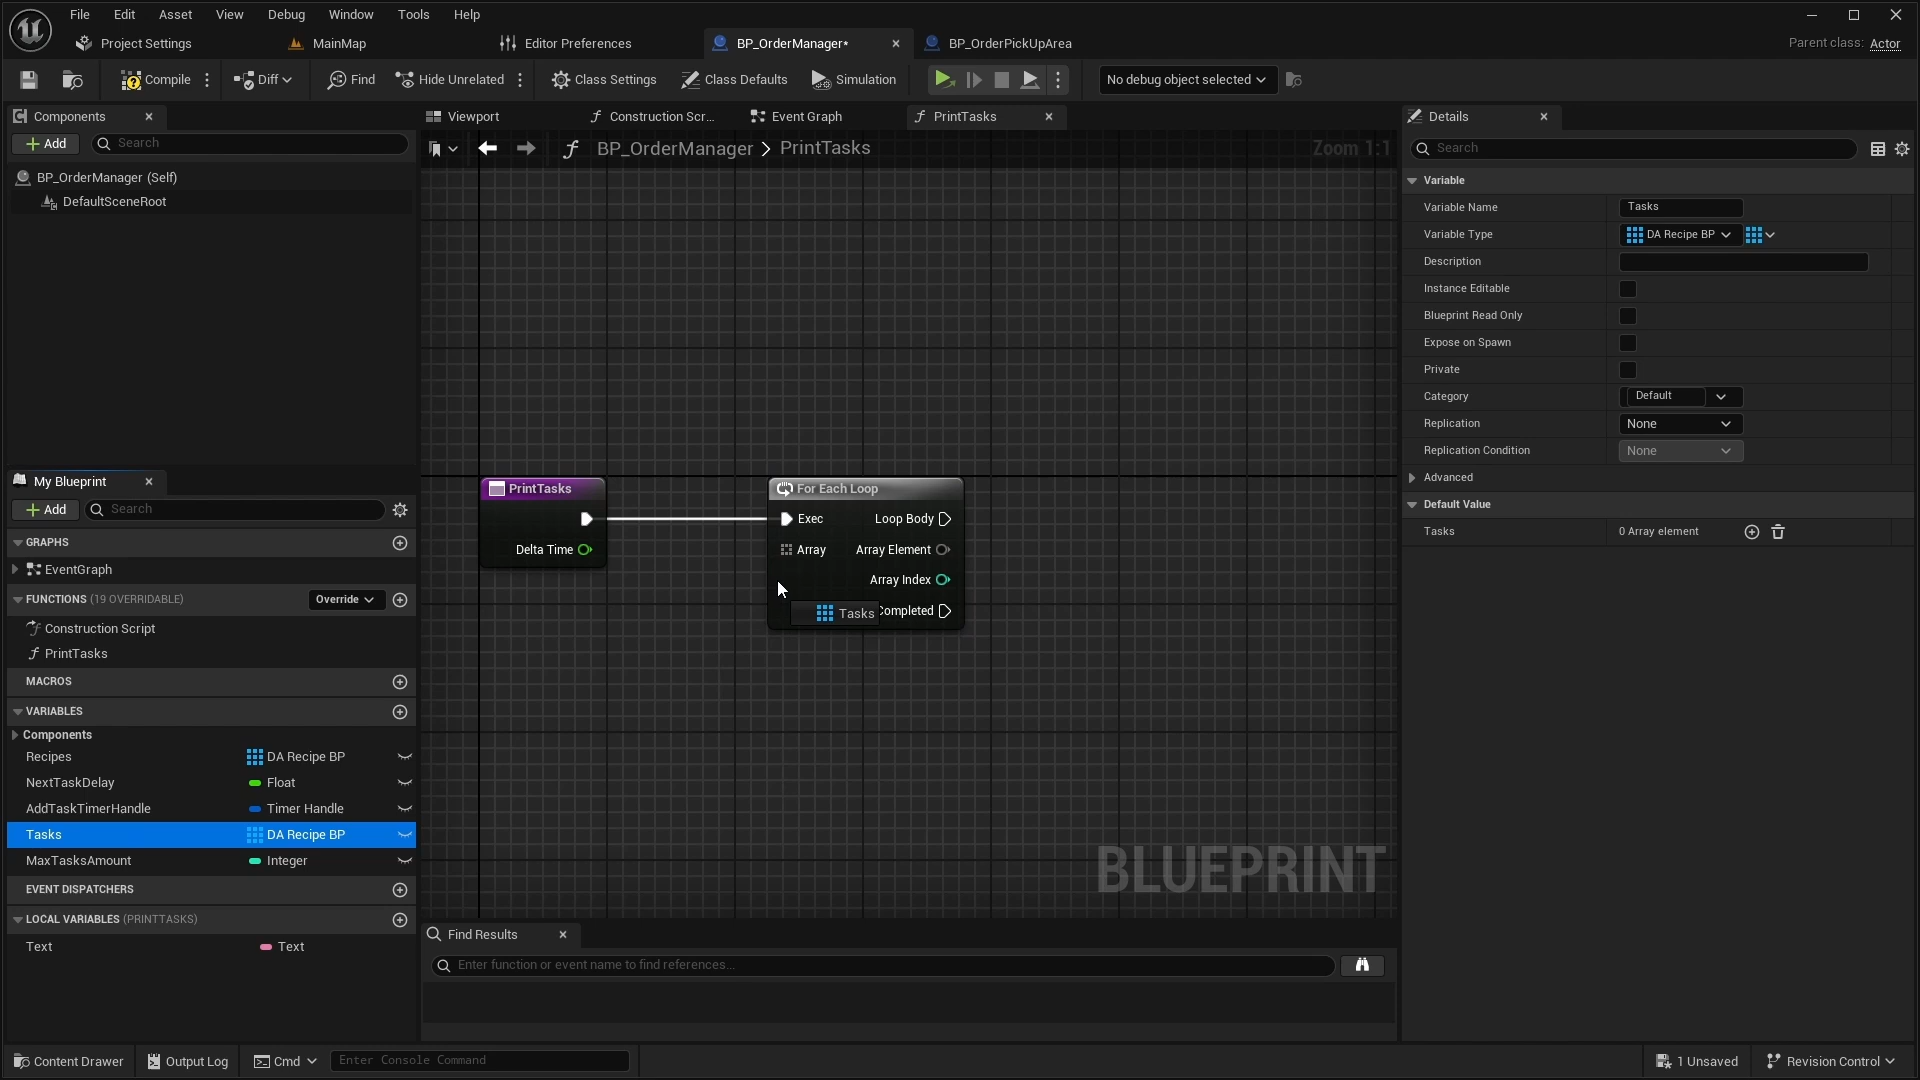 File Edit Asset View Debug Window Tools Help
Project Settings MainMap Editor Preferences BP_OrderManager* BP_OrderPickUpArea Parent class: Actor
Compile Diff Find Hide Unrelated Class Settings Class Defaults Simulation No debug object selected
Components Viewport Construction Scr... Event Graph PrintTasks Details
Add Search BP_OrderManager PrintTasks Zoom 1:1 Search
BP_OrderManager (Self)
DefaultSceneRoot
Variable
Variable Name Tasks
Variable Type DA Recipe BP
Description
Instance Editable
Blueprint Read Only
Expose on Spawn
Private
Category Default
Replication None
Replication Condition None
Advanced
Default Value
Tasks 0 Array element
PrintTasks
Delta Time
For Each Loop
Exec Loop Body
Array Array Element
Array Index
Tasks Completed
BLUEPRINT
My Blueprint
Add Search
GRAPHS
EventGraph
FUNCTIONS (19 OVERRIDABLE) Override
Construction Script
PrintTasks
MACROS
VARIABLES
Components
Recipes DA Recipe BP
NextTaskDelay Float
AddTaskTimerHandle Timer Handle
Tasks DA Recipe BP
MaxTasksAmount Integer
EVENT DISPATCHERS
LOCAL VARIABLES (PRINTTASKS)
Text Text
Find Results
Enter function or event name to find references...
Content Drawer Output Log Cmd Enter Console Command 1 Unsaved Revision Control